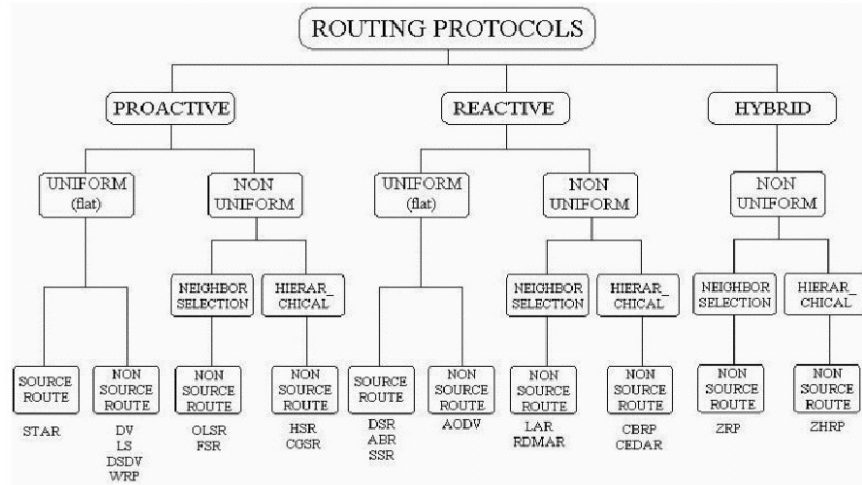 ROUTING PROTOCOLS
PROACTIVE
REACTIVE
HYBRID
UNIFORM
(flat)
NON
UNIFORM
UNIFORM
(flat)
NON
UNIFORM
NON
UNIFORM
NEIGHBOR
SELECTION
HIERAR_
CHICAL
NEIGHBOR
SELECTION
HIERAR_
CHICAL
NEIGHBOR
SELECTION
HIERAR_
CHICAL
SOURCE
ROUTE
NON
SOURCE
ROUTE
NON
SOURCE
ROUTE
NON
SOURCE
ROUTE
SOURCE
ROUTE
NON
SOURCE
ROUTE
NON
SOURCE
ROUTE
NON
SOURCE
ROUTE
NON
SOURCE
ROUTE
NON
SOURCE
ROUTE
STAR
DV
LS
DSDV
WRP
OLSR
FSR
HSR
CGSR
DSR
ABR
SSR
AODV
LAR
RDMAR
CBRP
CEDAR
ZRP
ZHRP